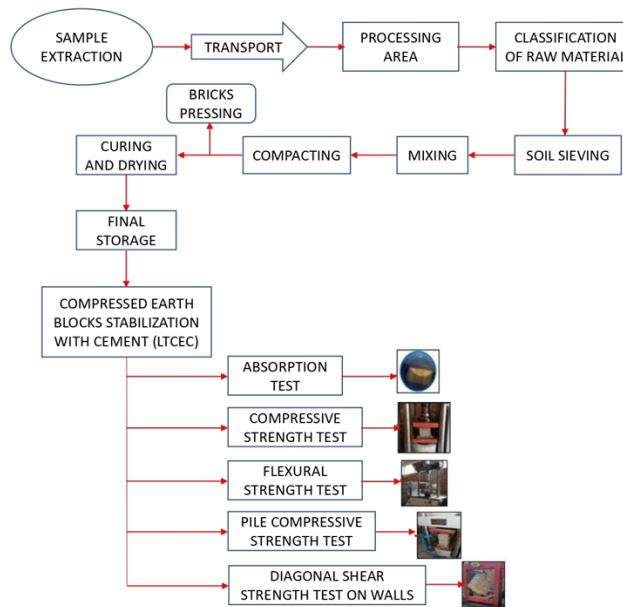 SAMPLE
EXTRACTION
TRANSPORT
PROCESSING
AREA
CLASSIFICATION
OF RAW MATERIAL
BRICKS
PRESSING
SOIL SIEVING
MIXING
COMPACTING
CURING
AND DRYING
FINAL
STORAGE
COMPRESSED EARTH
BLOCKS STABILIZATION
WITH CEMENT (LTCEC)
ABSORPTION
TEST
COMPRESSIVE
STRENGTH TEST
FLEXURAL
STRENGTH TEST
PILE COMPRESSIVE
STRENGTH TEST
DIAGONAL SHEAR
STRENGTH TEST ON WALLS